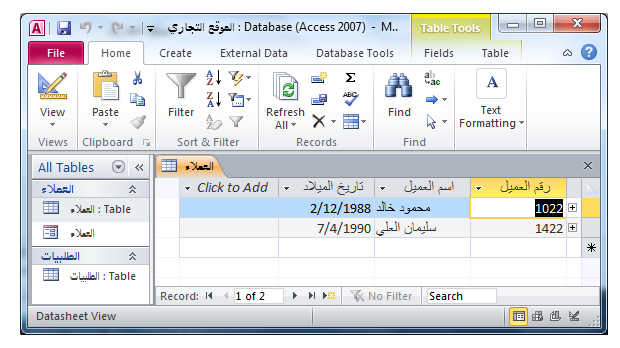 الموقع التجاري : Database (Access 2007) - M..
Table Tools
File Home Create External Data Database Tools Fields Table
View
Paste
Filter
Refresh All
Find
Text Formatting
Views Clipboard Sort & Filter Records Find
All Tables
العملاء
العملاء : Table
العملاء
الطلبيات
الطلبيات : Table
العملاء
رقم العميل اسم العميل تاريخ الميلاد Click to Add
1022 محمود خالد 2/12/1988
1422 سليمان العلي 7/4/1990
Record: 1 of 2 No Filter Search
Datasheet View